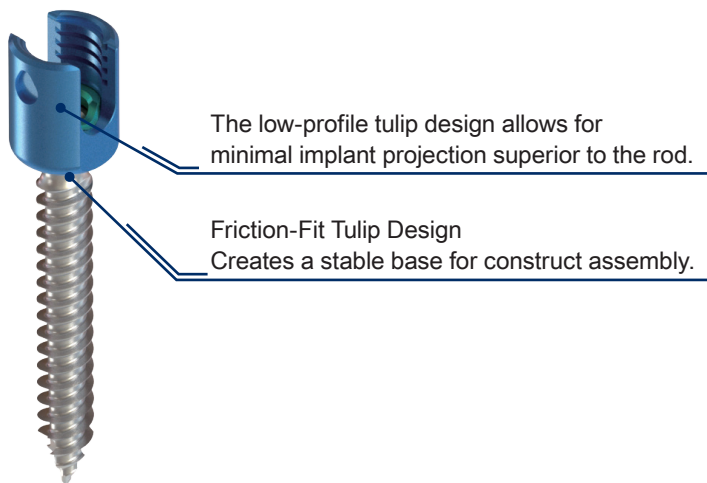 The low-profile tulip design allows for
minimal implant projection superior to the rod.
Friction-Fit Tulip Design
Creates a stable base for construct assembly.